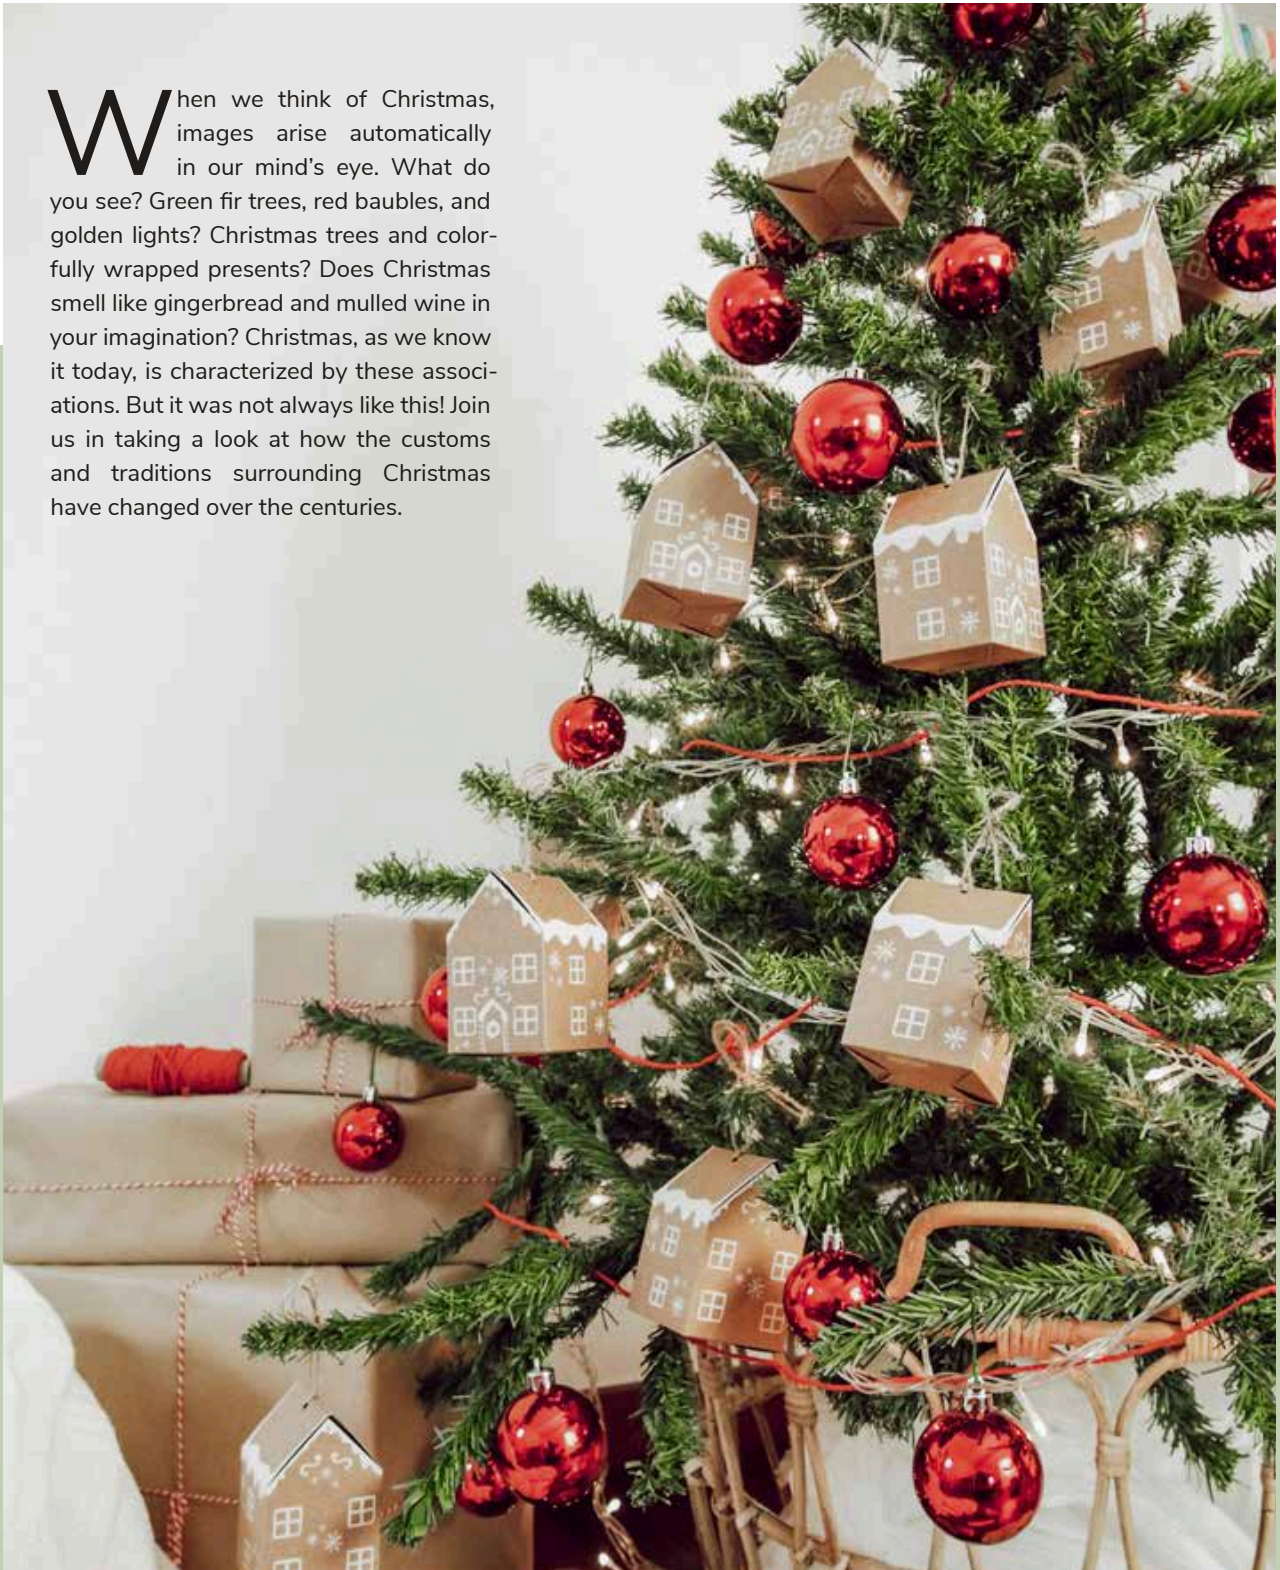 When we think of Christmas,
images arise automatically
in our mind’s eye. What do
you see? Green fir trees, red baubles, and
golden lights? Christmas trees and color-
fully wrapped presents? Does Christmas
smell like gingerbread and mulled wine in
your imagination? Christmas, as we know
it today, is characterized by these associ-
ations. But it was not always like this! Join
us in taking a look at how the customs
and traditions surrounding Christmas
have changed over the centuries.